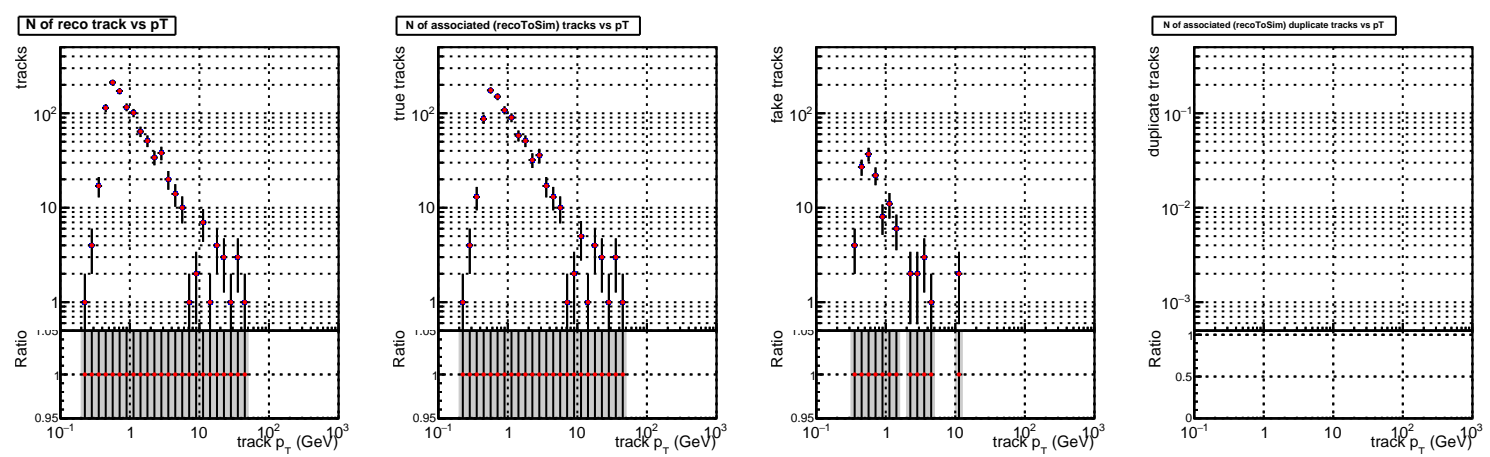 N of reco track vs pT
tracks
10²
10
1
Ratio
1.05
1
0.95
10⁻¹ 1 10 10² 10³
track p_T (GeV)
N of associated (recoToSim) tracks vs pT
true tracks
10²
10
1
Ratio
1.05
1
0.95
10⁻¹ 1 10 10² 10³
track p_T (GeV)
fake tracks
10²
10
1
Ratio
1.05
1
0.95
10⁻¹ 1 10 10² 10³
track p_T (GeV)
N of associated (recoToSim) duplicate tracks vs pT
duplicate tracks
10⁻¹
10⁻²
10⁻³
Ratio
1
0.5
0
10⁻¹ 1 10 10² 10³
track p_T (GeV)